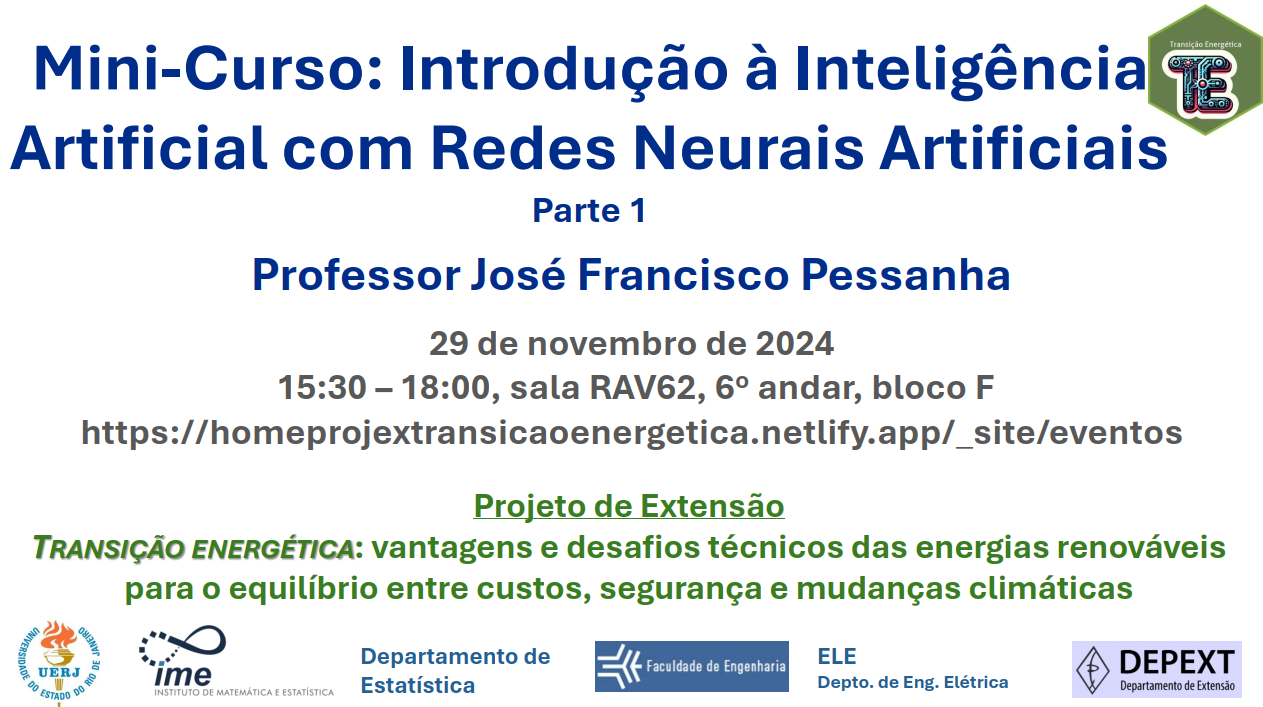 Mini-Curso: Introdução à Inteligência
Transição Energética
TE
Artificial com Redes Neurais Artificiais
Parte 1
Professor José Francisco Pessanha
29 de novembro de 2024
15:30 – 18:00, sala RAV62, 6º andar, bloco F
https://homeprojextransicaoenergetica.netlify.app/_site/eventos
Projeto de Extensão
TRANSIÇÃO ENERGÉTICA: vantagens e desafios técnicos das energias renováveis
para o equilíbrio entre custos, segurança e mudanças climáticas
UNIVERSIDADE DO ESTADO DO RIO DE JANEIRO
UERJ
ime
INSTITUTO DE MATEMÁTICA E ESTATÍSTICA
Departamento de
Estatística
Faculdade de Engenharia
ELE
Depto. de Eng. Elétrica
DEPEXT
Departamento de Extensão